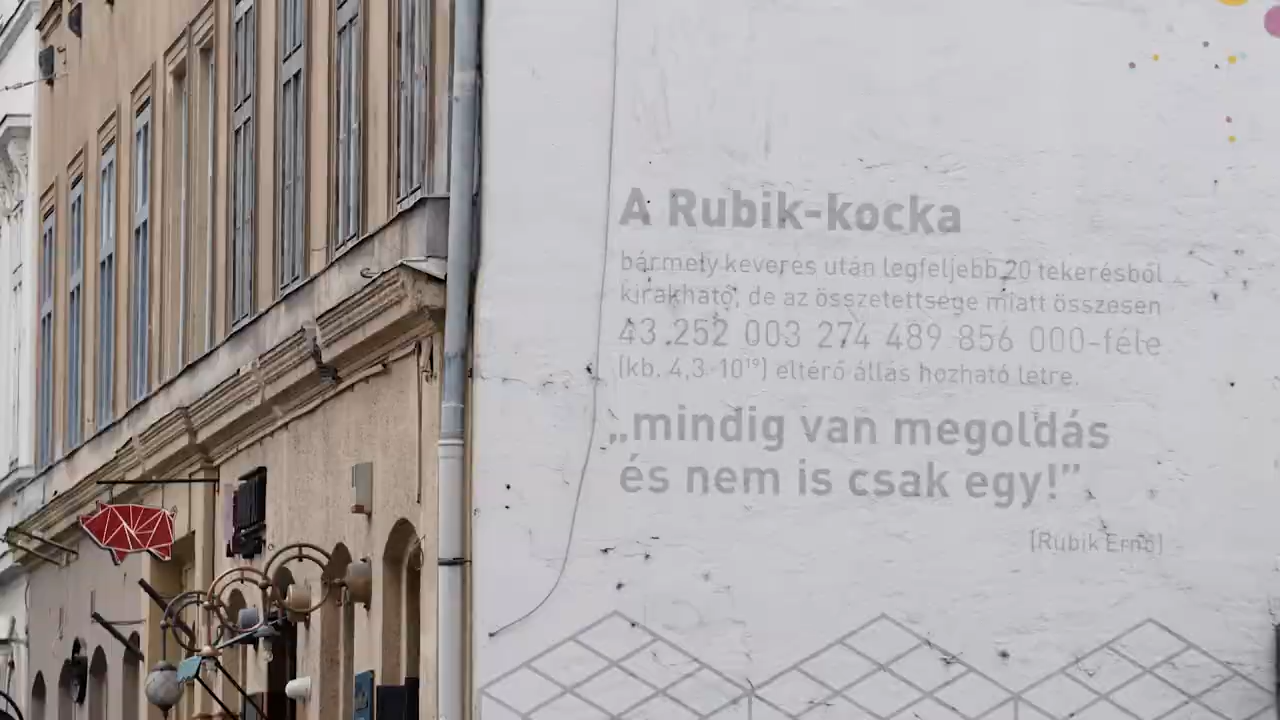 A Rubik-kocka
bármely keverés után legfeljebb 20 tekerésből
kirakható, de az összetettsége miatt összesen
43 252 003 274 489 856 000-féle
(kb. 4,3·10¹⁹) eltérő állás hozható létre.
„mindig van megoldás
és nem is csak egy!”
(Rubik Ernő)